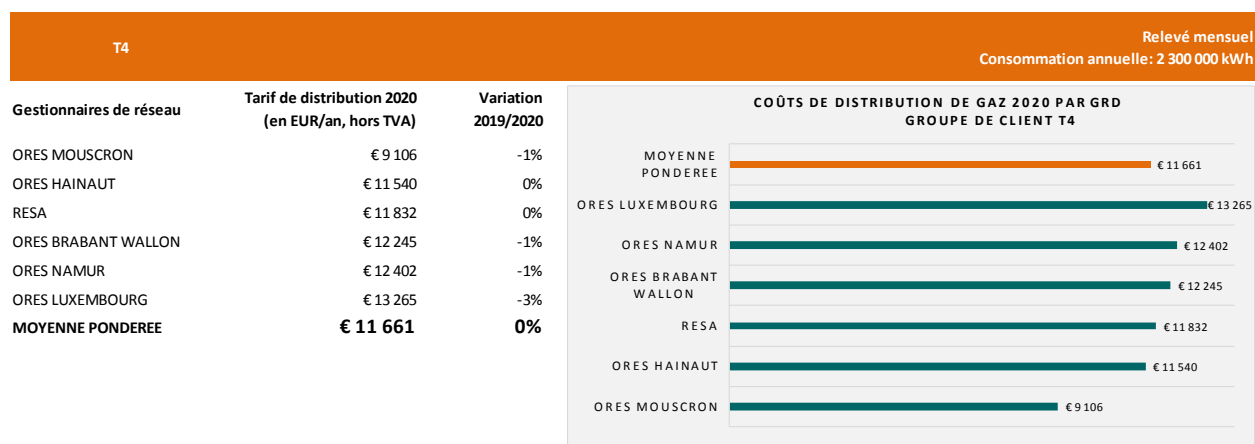 T4
Relevé mensuel
Consommation annuelle: 2 300 000 kWh
Gestionnaires de réseau
Tarif de distribution 2020
(en EUR/an, hors TVA)
Variation
2019/2020
ORES MOUSCRON € 9 106 -1%
ORES HAINAUT € 11 540 0%
RESA € 11 832 0%
ORES BRABANT WALLON € 12 245 -1%
ORES NAMUR € 12 402 -1%
ORES LUXEMBOURG € 13 265 -3%
MOYENNE PONDEREE € 11 661 0%
COÛTS DE DISTRIBUTION DE GAZ 2020 PAR GRD
GROUPE DE CLIENT T4
MOYENNE
PONDEREE
€ 11 661
ORES LUXEMBOURG € 13 265
ORES NAMUR € 12 402
ORES BRABANT
WALLON
€ 12 245
RESA € 11 832
ORES HAINAUT € 11 540
ORES MOUSCRON € 9 106